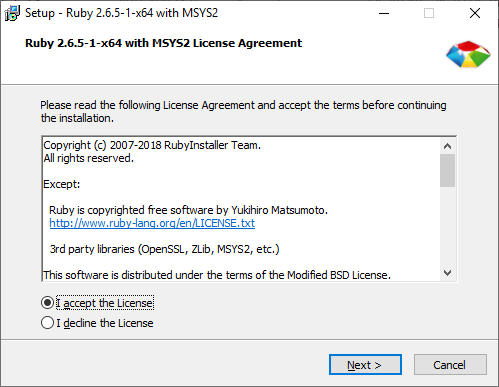 Setup - Ruby 2.6.5-1-x64 with MSYS2
Ruby 2.6.5-1-x64 with MSYS2 License Agreement
Please read the following License Agreement and accept the terms before continuing
the installation.
Copyright (c) 2007-2018 RubyInstaller Team.
All rights reserved.
Except:
Ruby is copyrighted free software by Yukihiro Matsumoto.
http://www.ruby-lang.org/en/LICENSE.txt
3rd party libraries (OpenSSL, ZLib, MSYS2, etc.)
This software is distributed under the terms of the Modified BSD License.
I accept the License
I decline the License
Next >
Cancel